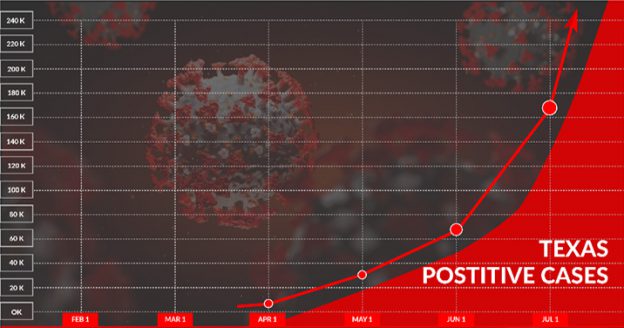 240 K
220 K
200 K
180 K
160 K
140 K
120 K
100 K
80 K
60 K
40 K
20 K
0K
FEB 1 MAR 1 APR 1 MAY 1 JUN 1 JUL 1
TEXAS
POSTITIVE CASES